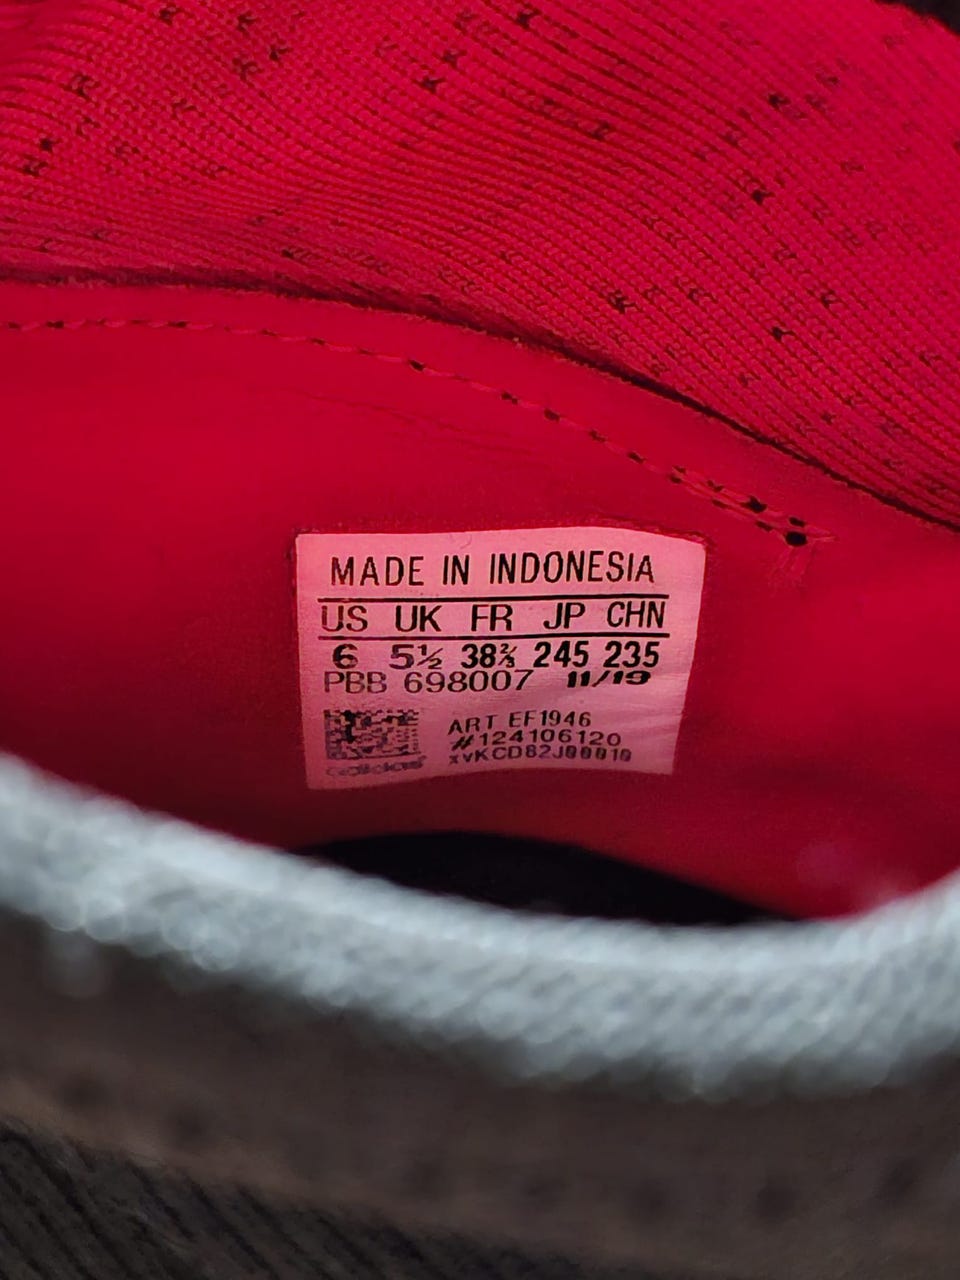 MADE IN INDONESIA
US UK FR JP CHN
6 5½ 38⅔ 245 235
PBB 698007 11/19
ART EF1946
#124106120
adidas